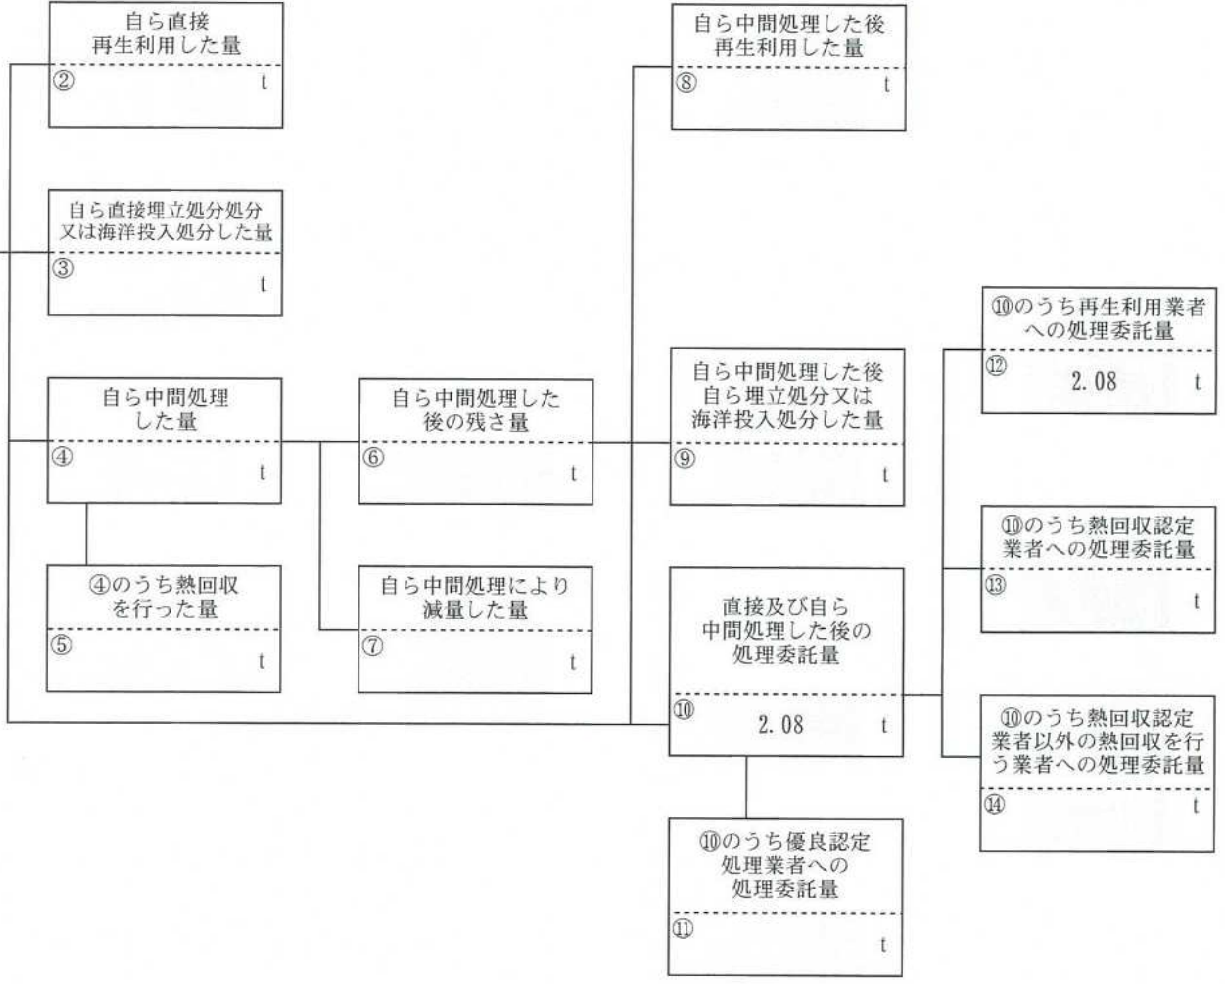 自ら直接
再生利用した量
② t
自ら直接埋立処分処分
又は海洋投入処分した量
③ t
自ら中間処理
した量
④ t
④のうち熱回収
を行った量
⑤ t
自ら中間処理した
後の残さ量
⑥ t
自ら中間処理により
減量した量
⑦ t
自ら中間処理した後
再生利用した量
⑧ t
自ら中間処理した後
自ら埋立処分又は
海洋投入処分した量
⑨ t
直接及び自ら
中間処理した後の
処理委託量
⑩ 2.08 t
⑩のうち優良認定
処理業者への
処理委託量
⑪ t
⑩のうち再生利用業者
への処理委託量
⑫ 2.08 t
⑩のうち熱回収認定
業者への処理委託量
⑬ t
⑩のうち熱回収認定
業者以外の熱回収を行
う業者への処理委託量
⑭ t